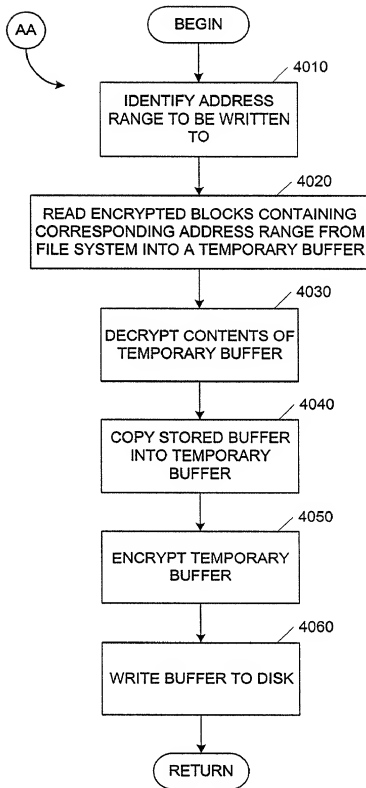 AA
BEGIN
4010
IDENTIFY ADDRESS
RANGE TO BE WRITTEN
TO
4020
READ ENCRYPTED BLOCKS CONTAINING
CORRESPONDING ADDRESS RANGE FROM
FILE SYSTEM INTO A TEMPORARY BUFFER
4030
DECRYPT CONTENTS OF
TEMPORARY BUFFER
4040
COPY STORED BUFFER
INTO TEMPORARY
BUFFER
4050
ENCRYPT TEMPORARY
BUFFER
4060
WRITE BUFFER TO DISK
RETURN